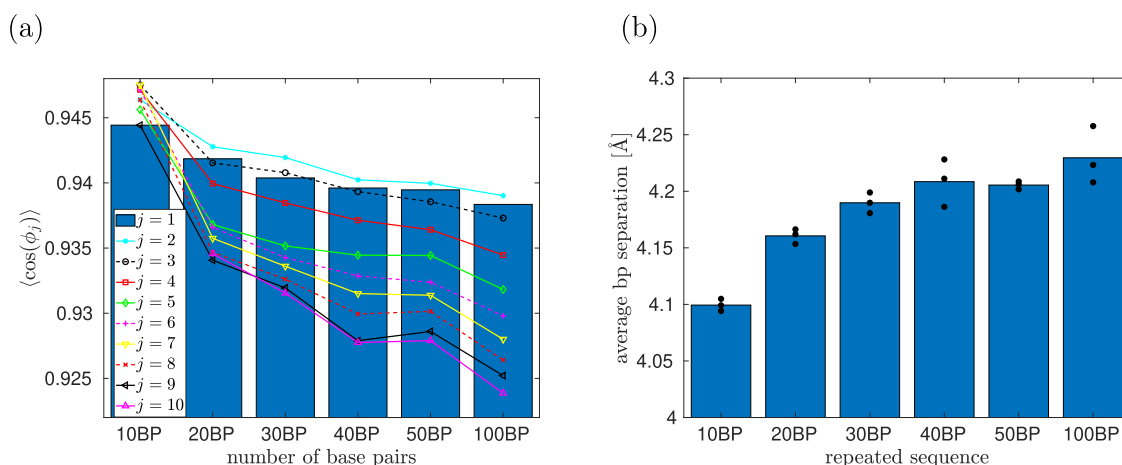 (a)
⟨cos(ϕ_j)⟩
0.945
0.94
0.935
0.93
0.925
j = 1
j = 2
j = 3
j = 4
j = 5
j = 6
j = 7
j = 8
j = 9
j = 10
10BP 20BP 30BP 40BP 50BP 100BP
number of base pairs
(b)
average bp separation [Å]
4.3
4.25
4.2
4.15
4.1
4.05
4
10BP 20BP 30BP 40BP 50BP 100BP
repeated sequence